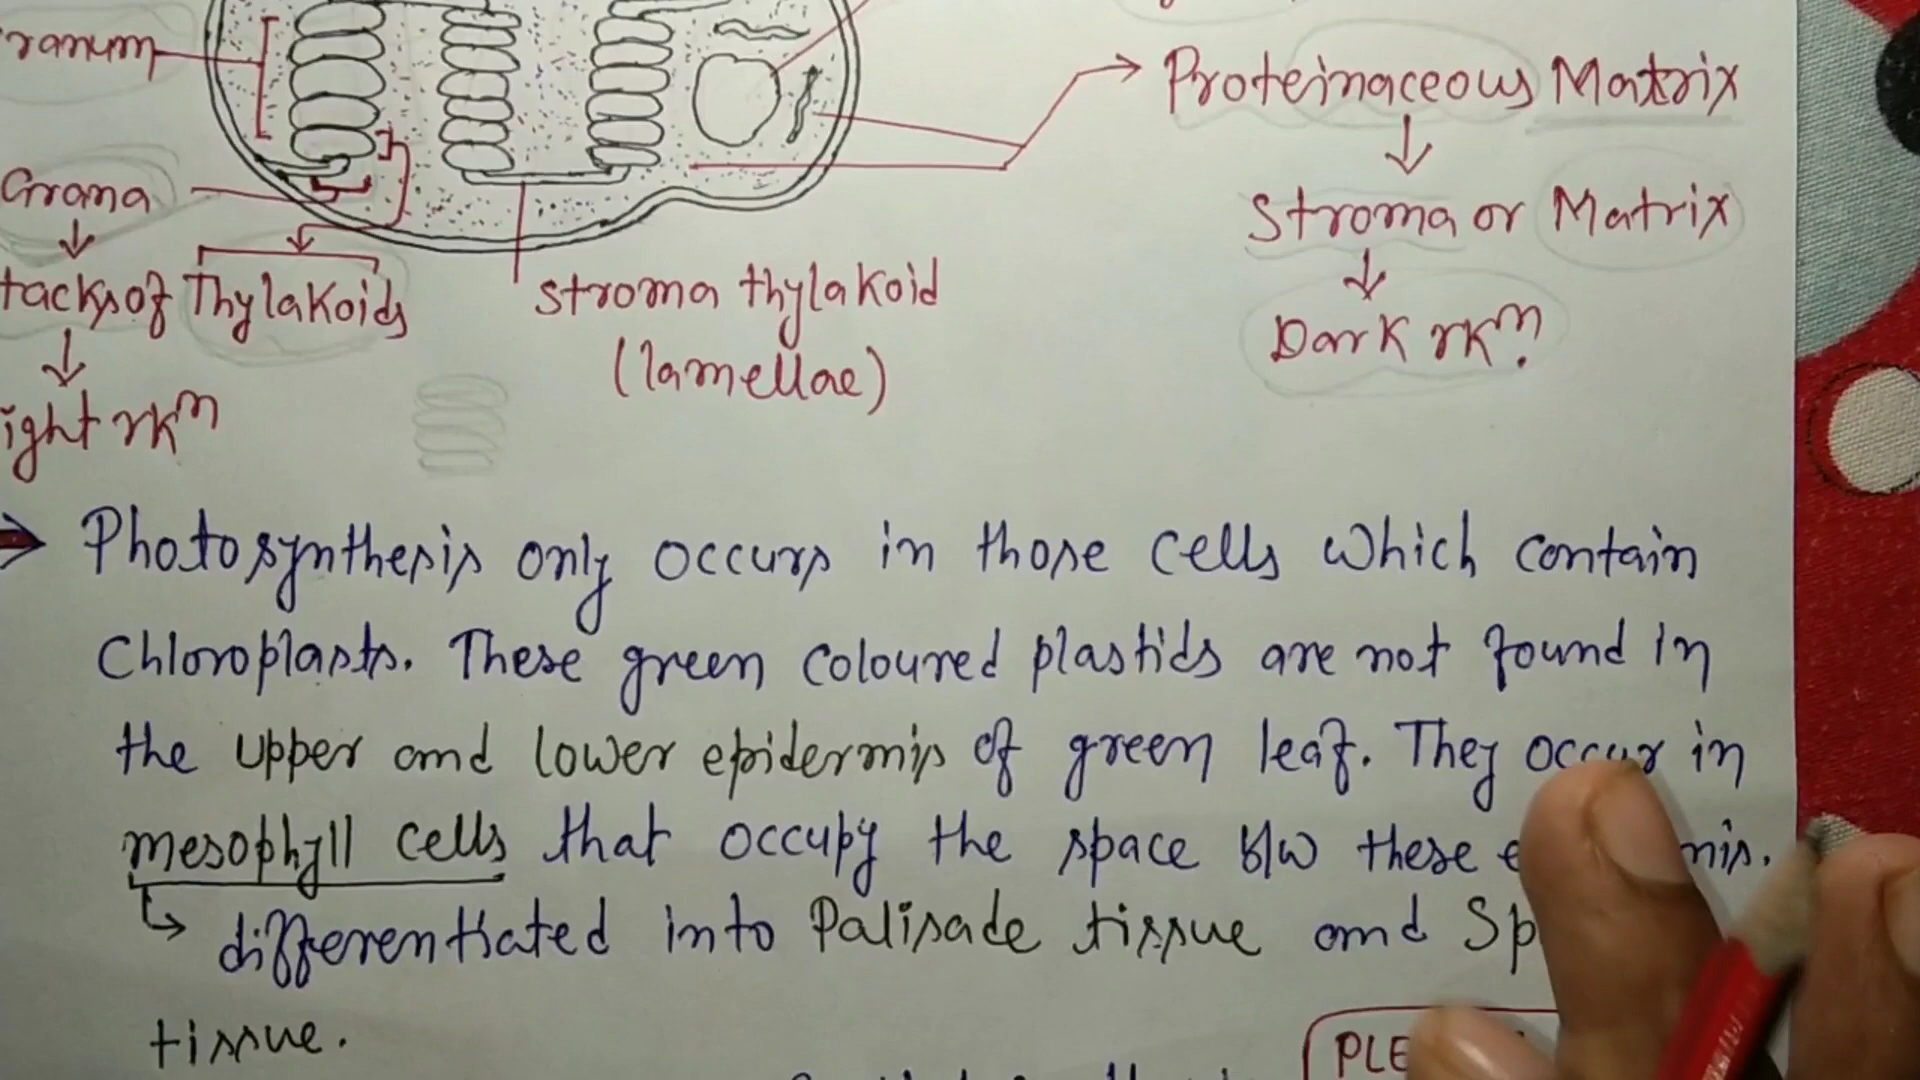 ranum
Proteinaceous Matrix
Grana
Stroma or Matrix
tacks of Thylakoids
stroma thylakoid
(lamellae)
Dark rxⁿ.
ight rxⁿ
Photosynthesis only occurs in those cells which contain
Chloroplasts. These green coloured plastids are not found in
the upper and lower epidermis of green leaf. They occur in
mesophyll cells that occupy the space b/w these e mis.
differentiated into Palisade tissue and Sp
tissue.
PLE